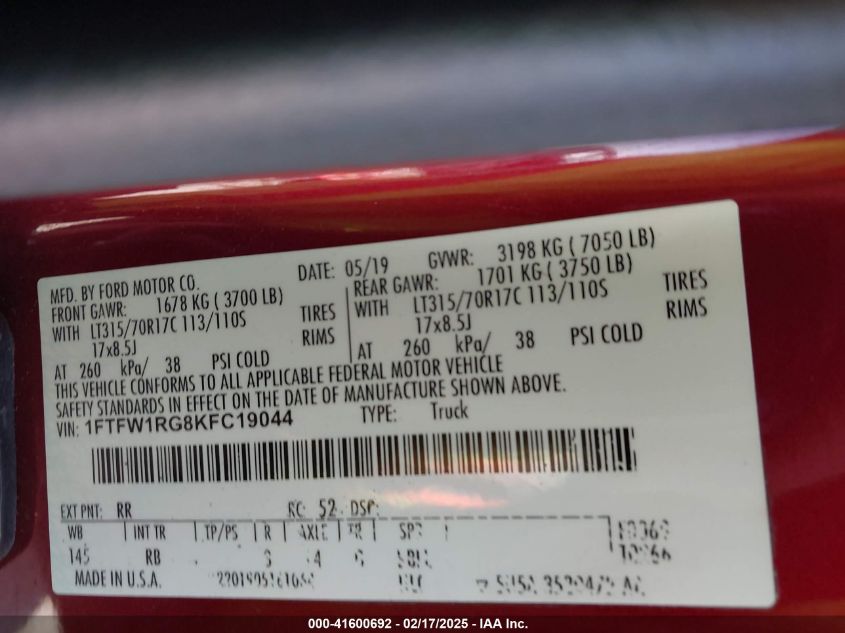 MFD. BY FORD MOTOR CO. DATE: 05/19 GVWR: 3198 KG ( 7050 LB)
FRONT GAWR: 1678 KG ( 3700 LB) REAR GAWR: 1701 KG ( 3750 LB)
WITH LT315/70R17C 113/110S TIRES WITH LT315/70R17C 113/110S TIRES
17x8.5J RIMS 17x8.5J RIMS
AT 260 kPa/ 38 PSI COLD AT 260 kPa/ 38 PSI COLD
THIS VEHICLE CONFORMS TO ALL APPLICABLE FEDERAL MOTOR VEHICLE
SAFETY STANDARDS IN EFFECT ON THE DATE OF MANUFACTURE SHOWN ABOVE.
VIN: 1FTFW1RG8KFC19044 TYPE: Truck
EXT PNT: RR RC: 52 DSO:
WB INT TR TP/PS R AXLE TR SPR
145 RB
MADE IN U.S.A.
000-41600692 / 02/17/2025 - IAA Inc.